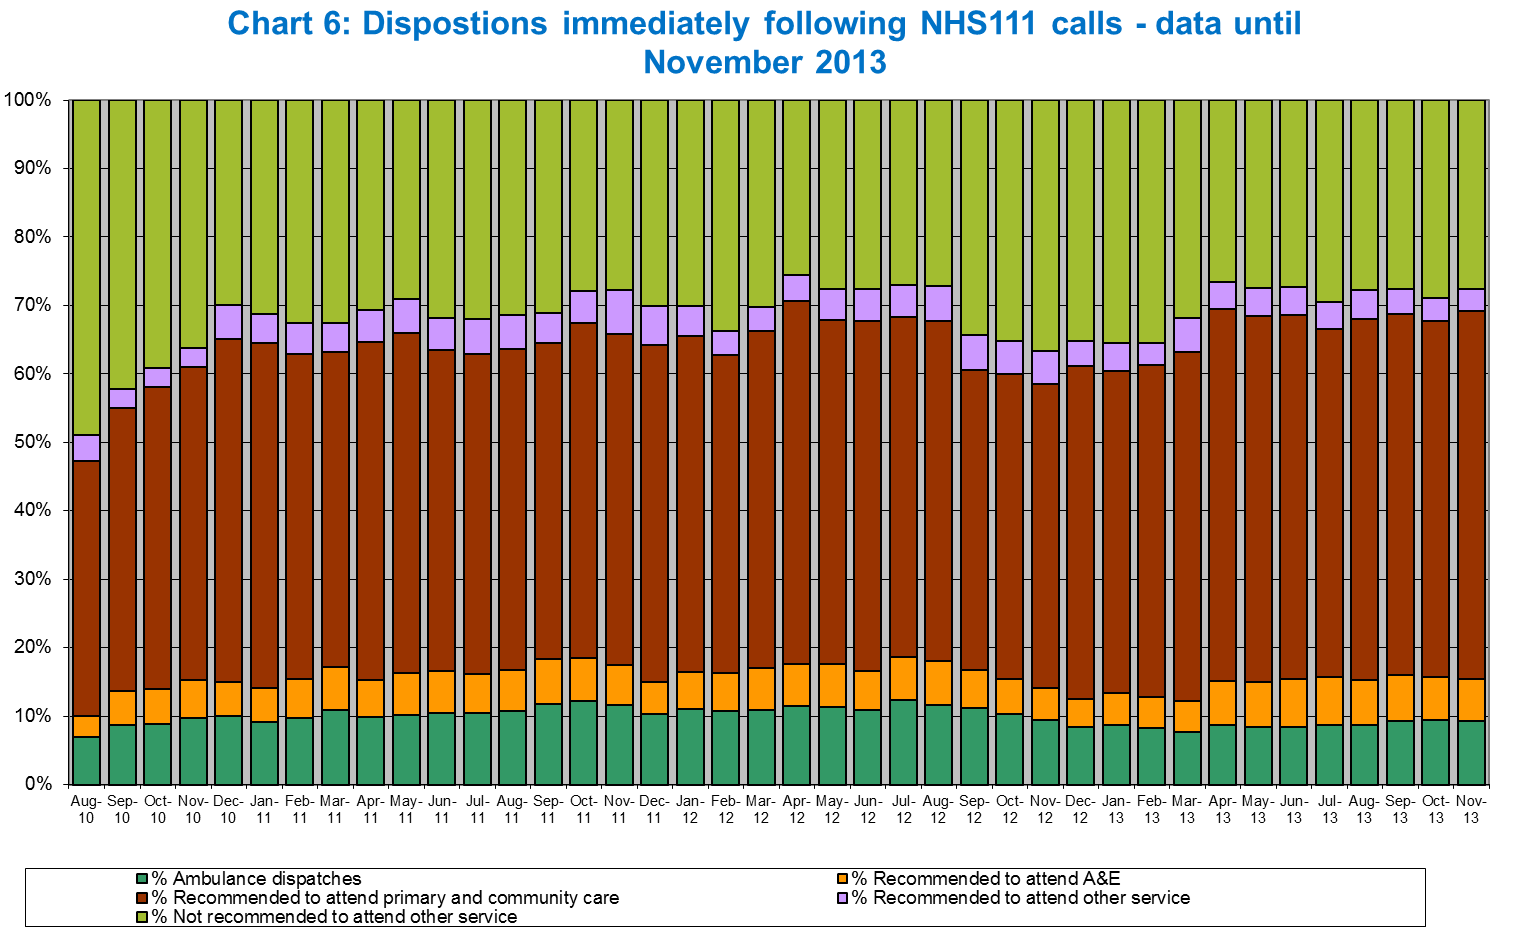 Chart 6: Dispostions immediately following NHS111 calls - data until
November 2013
100%
90%
80%
70%
60%
50%
40%
30%
20%
10%
0%
Aug- Sep- Oct- Nov- Dec- Jan- Feb- Mar- Apr- May- Jun- Jul- Aug- Sep- Oct- Nov- Dec- Jan- Feb- Mar- Apr- May- Jun- Jul- Aug- Sep- Oct- Nov- Dec- Jan- Feb- Mar- Apr- May- Jun- Jul- Aug- Sep- Oct- Nov-
10 10 10 10 10 11 11 11 11 11 11 11 11 11 11 11 11 12 12 12 12 12 12 12 12 12 12 12 12 13 13 13 13 13 13 13 13 13 13 13
% Ambulance dispatches % Recommended to attend A&E
% Recommended to attend primary and community care % Recommended to attend other service
% Not recommended to attend other service